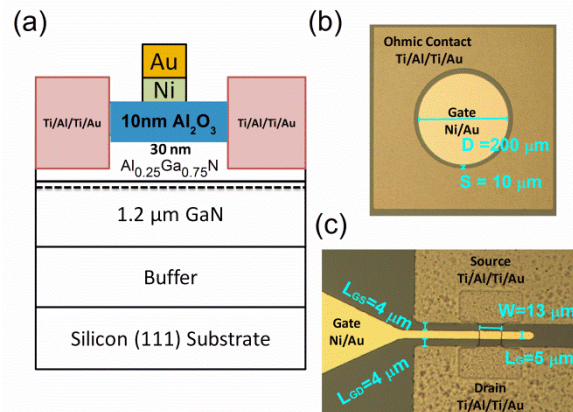 (a)
Au
Ni
Ti/Al/Ti/Au
10nm Al₂O₃
Ti/Al/Ti/Au
30 nm
Al₀.₂₅Ga₀.₇₅N
1.2 μm GaN
Buffer
Silicon (111) Substrate
(b)
Ohmic Contact
Ti/Al/Ti/Au
Gate
Ni/Au
D =200 μm
S = 10 μm
(c)
Source
Ti/Al/Ti/Au
L_GS=4 μm
W=13 μm
Gate
Ni/Au
L_GD=4 μm
L_G=5 μm
Drain
Ti/Al/Ti/Au